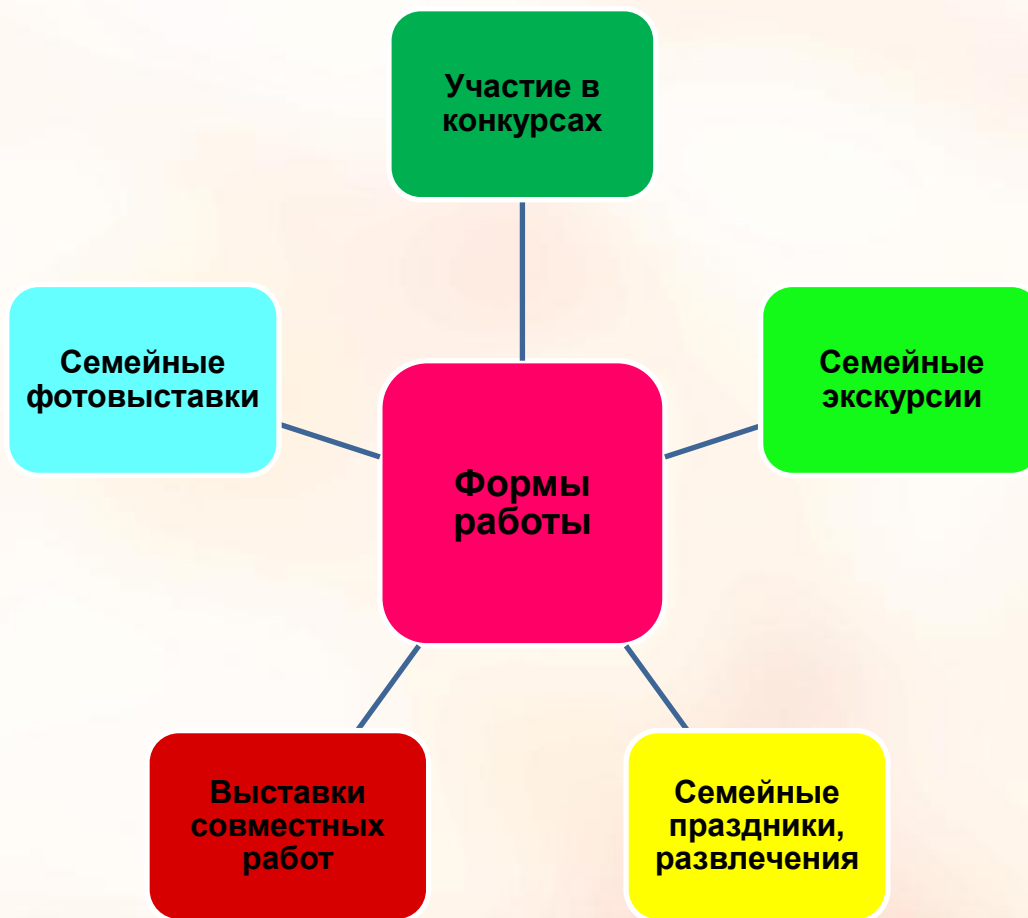 Участие в
конкурсах
Семейные
фотовыставки
Семейные
экскурсии
Формы
работы
Выставки
совместных
работ
Семейные
праздники,
развлечения